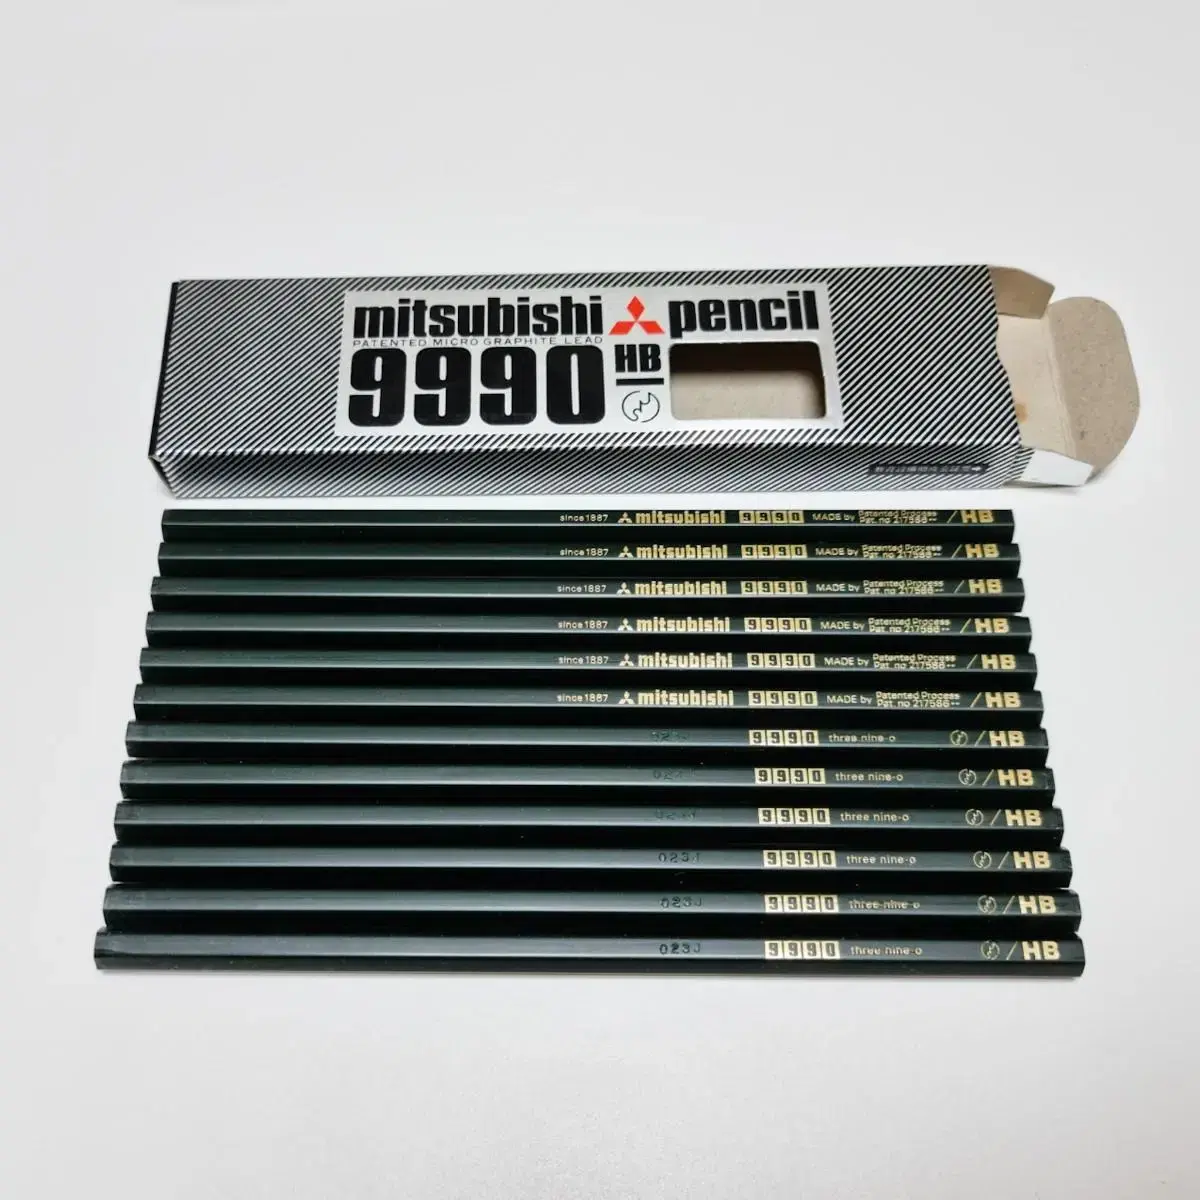 mitsubishi pencil
PATENTED MICRO GRAPHITE LEAD
HB
9990
since 1887 mitsubishi 9990 MADE by Patented Process Pat. no 217586 / HB
since 1887 mitsubishi 9990 MADE by Patented Process Pat. no 217586 / HB
since 1887 mitsubishi 9990 MADE by Patented Process Pat. no 217586 / HB
since 1887 mitsubishi 9990 MADE by Patented Process Pat. no 217586 / HB
since 1887 mitsubishi 9990 MADE by Patented Process Pat. no 217586 / HB
since 1887 mitsubishi 9990 MADE by Patented Process Pat. no 217586 / HB
023J 9990 three nine-o / HB
023J 9990 three nine-o / HB
023J 9990 three nine-o / HB
023J 9990 three nine-o / HB
023J 9990 three nine-o / HB
023J 9990 three nine-o / HB